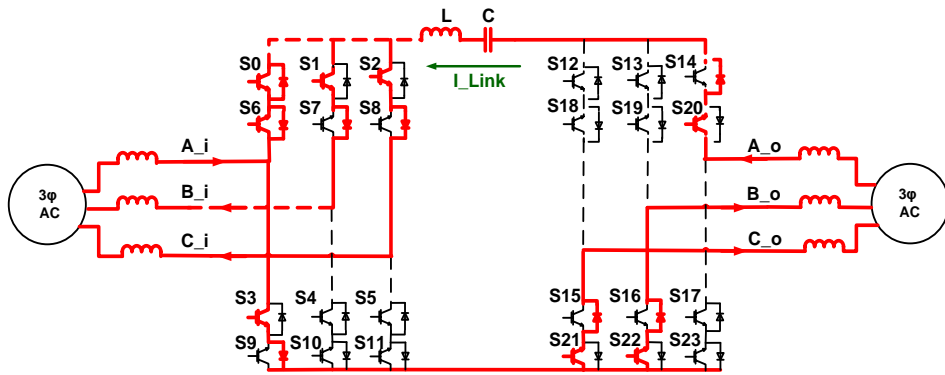 L C
S0 S1 S2 I_Link S12 S13 S14
S6 S7 S8 S18 S19 S20
A_i A_o
3φ AC B_i B_o 3φ AC
C_i C_o
S3 S4 S5 S15 S16 S17
S9 S10 S11 S21 S22 S23